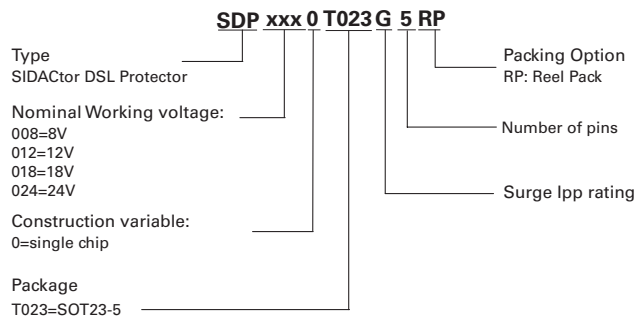 SDP xxx 0 T023 G 5 RP
Type
SIDACtor DSL Protector
Packing Option
RP: Reel Pack
Nominal Working voltage:
008=8V
012=12V
018=18V
024=24V
Number of pins
Surge Ipp rating
Construction variable:
0=single chip
Package
T023=SOT23-5